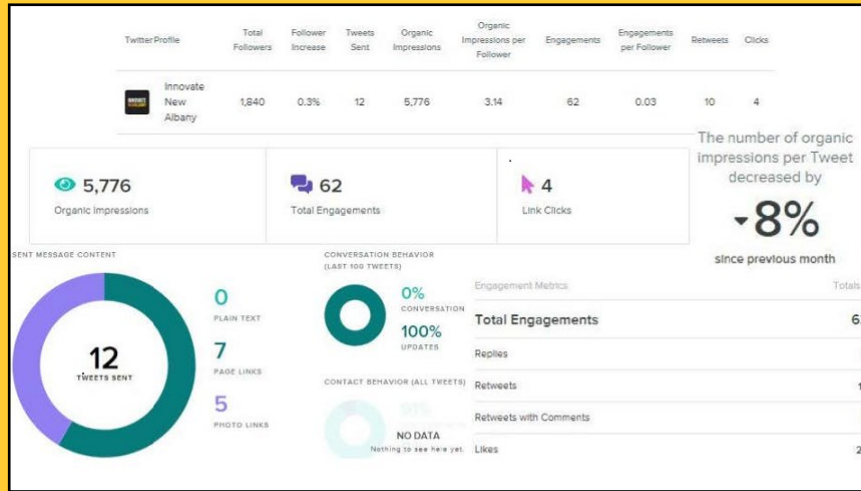 Twitter Profile
Total Followers
Follower Increase
Tweets Sent
Organic Impressions
Organic Impressions per Follower
Engagements
Engagements per Follower
Retweets
Clicks
Innovate New Albany
1,840
0.3%
12
5,776
3.14
62
0.03
10
4
The number of organic
impressions per Tweet
decreased by
-8%
since previous month
5,776
Organic Impressions
62
Total Engagements
4
Link Clicks
SENT MESSAGE CONTENT
12
TWEETS SENT
0
PLAIN TEXT
7
PAGE LINKS
5
PHOTO LINKS
CONVERSATION BEHAVIOR
(LAST 100 TWEETS)
0%
CONVERSATION
100%
UPDATES
CONTACT BEHAVIOR (ALL TWEETS)
91%
NO DATA
Nothing to see here yet.
Engagement Metrics
Totals
Total Engagements
6
Replies
Retweets
1
Retweets with Comments
Likes
2